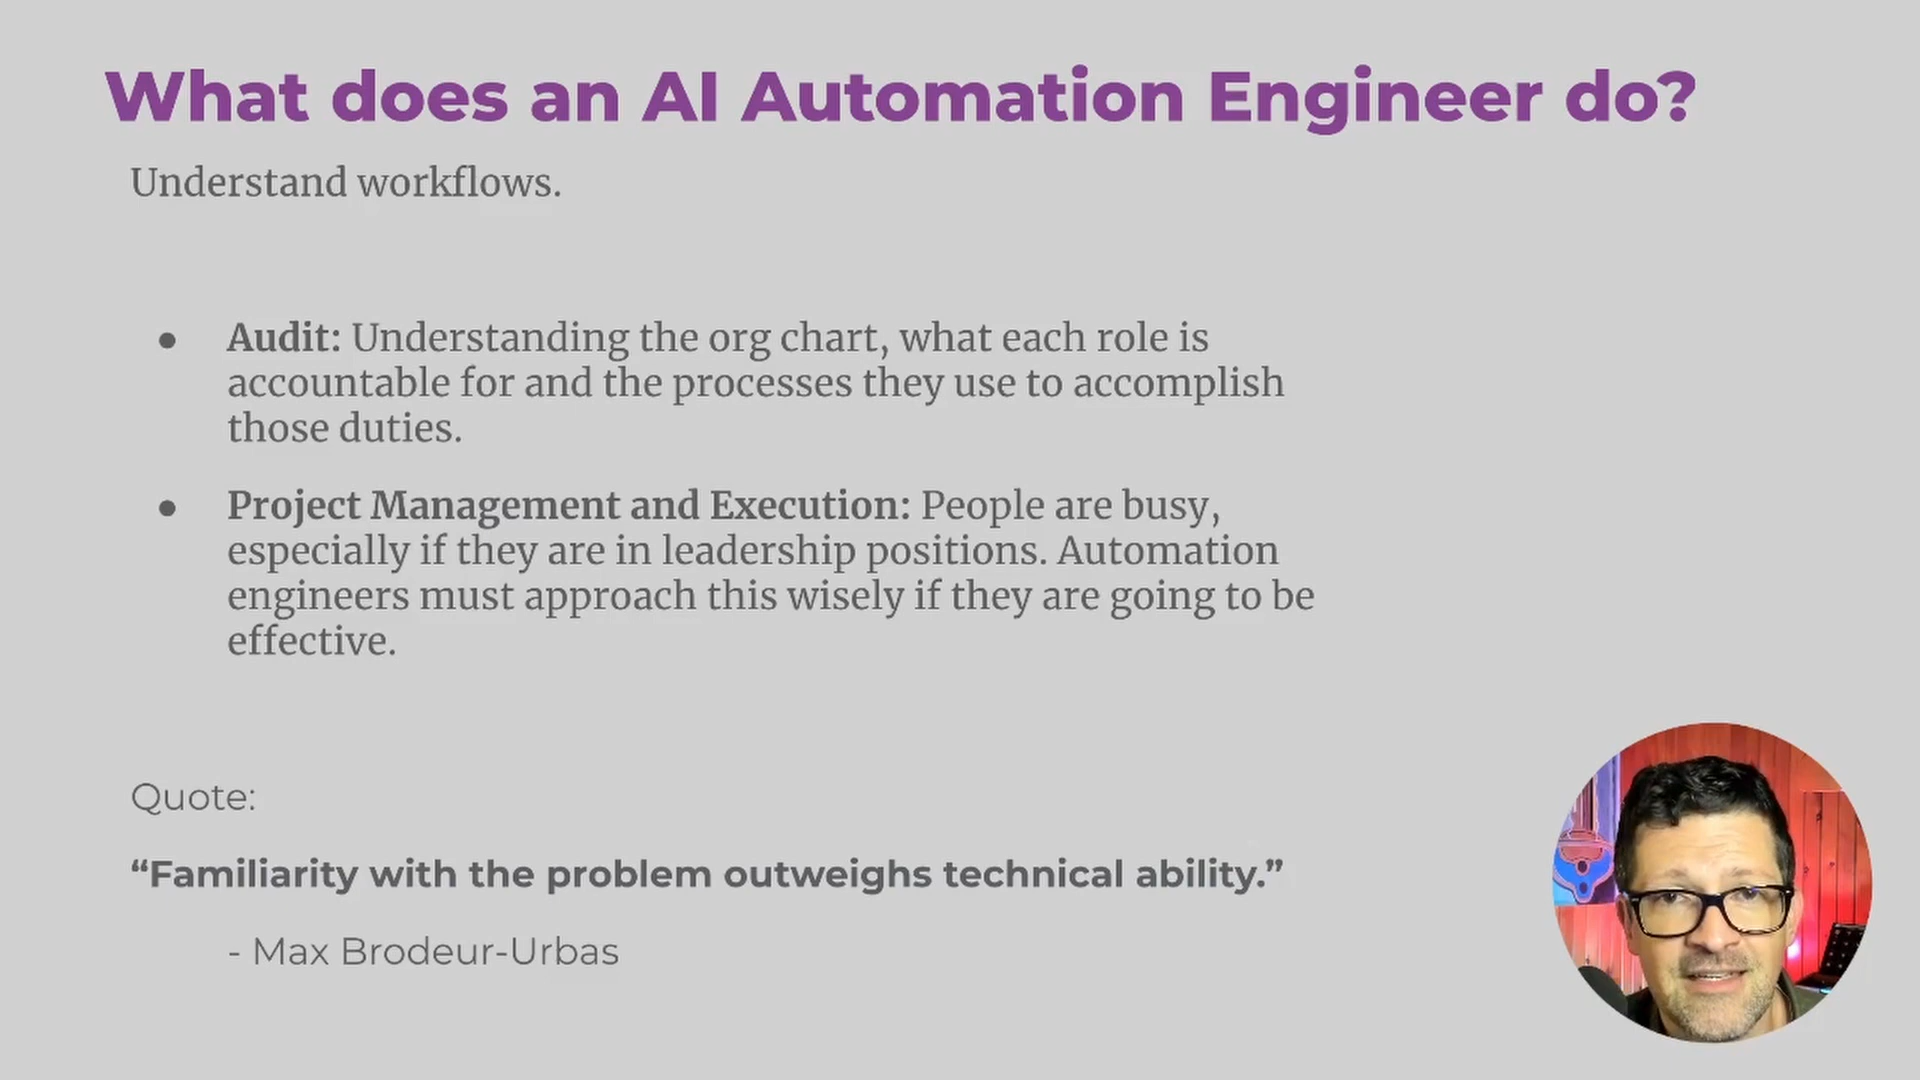 What does an AI Automation Engineer do?
Understand workflows.
● Audit: Understanding the org chart, what each role is
accountable for and the processes they use to accomplish
those duties.
● Project Management and Execution: People are busy,
especially if they are in leadership positions. Automation
engineers must approach this wisely if they are going to be
effective.
Quote:
“Familiarity with the problem outweighs technical ability.”
- Max Brodeur-Urbas